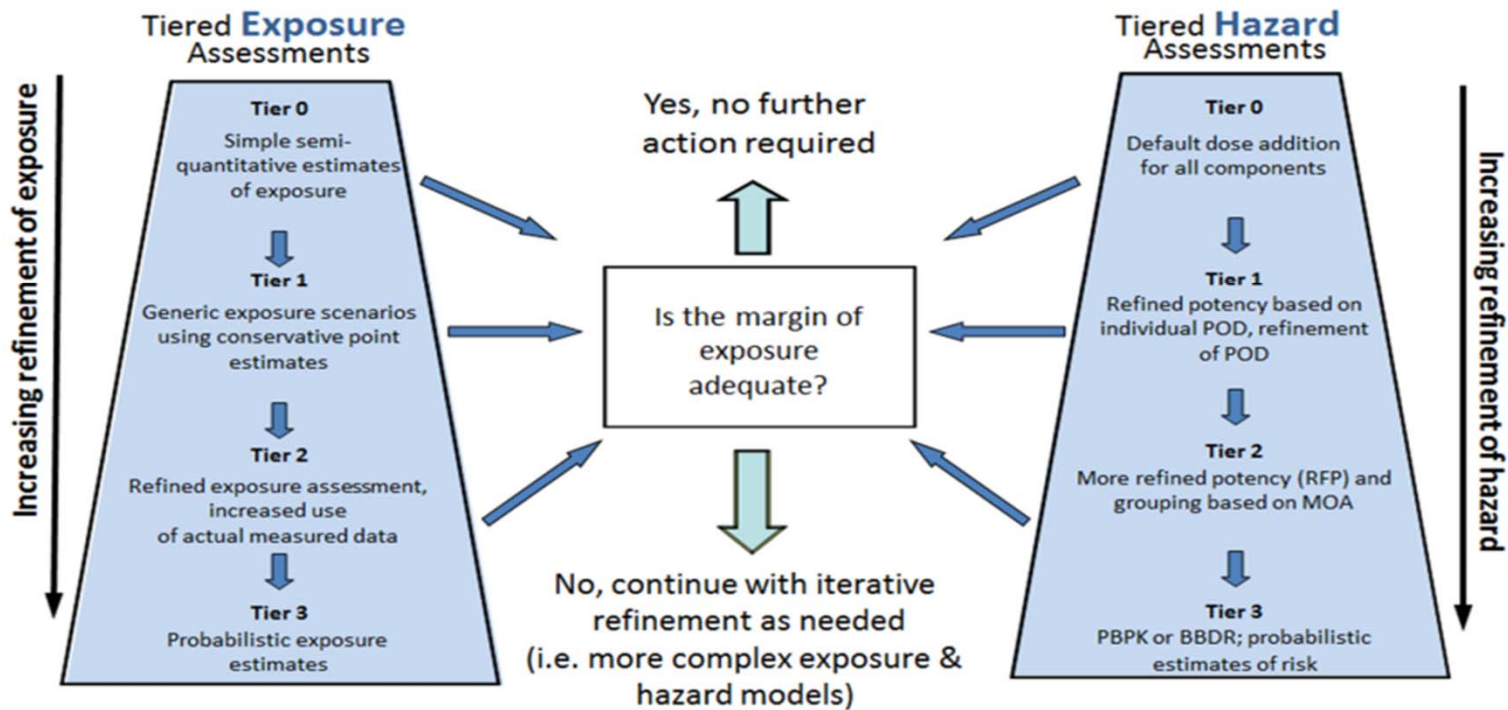 Tiered Exposure
Assessments
Increasing refinement of exposure
Tier 0
Simple semi-
quantitative estimates
of exposure
Tier 1
Generic exposure scenarios
using conservative point
estimates
Tier 2
Refined exposure assessment,
increased use
of actual measured data
Tier 3
Probabilistic exposure
estimates
Yes, no further
action required
Is the margin of
exposure
adequate?
No, continue with iterative
refinement as needed
(i.e. more complex exposure &
hazard models)
Tiered Hazard
Assessments
Tier 0
Default dose addition
for all components
Tier 1
Refined potency based on
individual POD, refinement
of POD
Tier 2
More refined potency (RFP) and
grouping based on MOA
Tier 3
PBPK or BBDR; probabilistic
estimates of risk
Increasing refinement of hazard